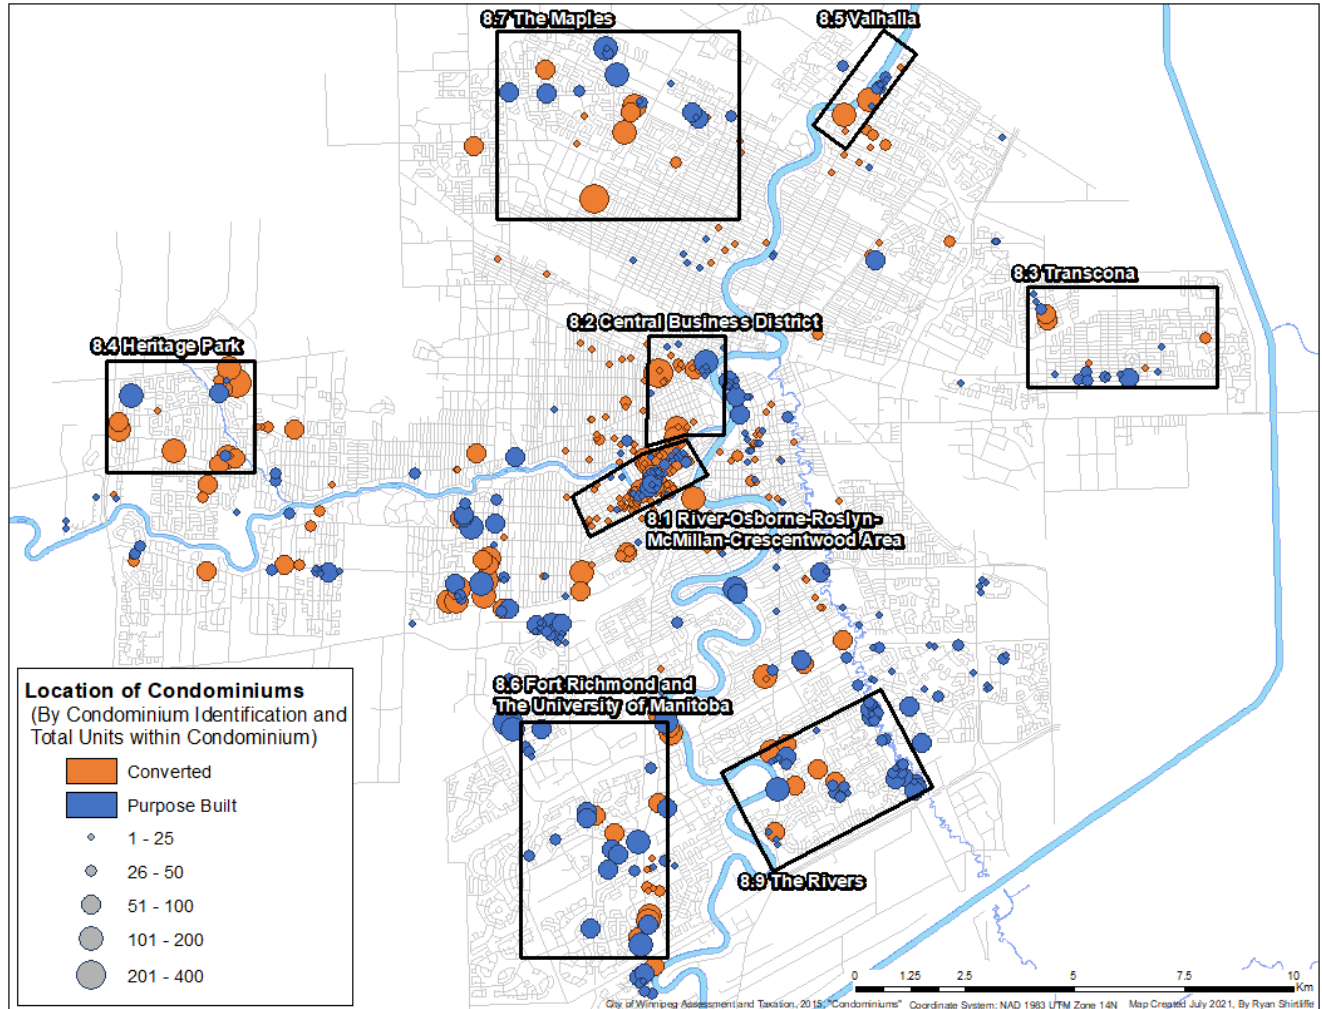 8.7 The Maples
8.5 Valhalla
8.3 Transcona
8.2 Central Business District
8.4 Heritage Park
8.1 River-Osborne-Roslyn-
McMillan-Crescentwood Area
8.6 Fort Richmond and
The University of Manitoba
8.9 The Rivers
Location of Condominiums
(By Condominium Identification and
Total Units within Condominium)
Converted
Purpose Built
1 - 25
26 - 50
51 - 100
101 - 200
201 - 400
0 1.25 2.5 5 7.5 10
Km
City of Winnipeg Assessment and Taxation, 2015, "Condominiums" Coordinate System: NAD 1983 UTM Zone 14N Map Created July 2021, By Ryan Shirtliffe